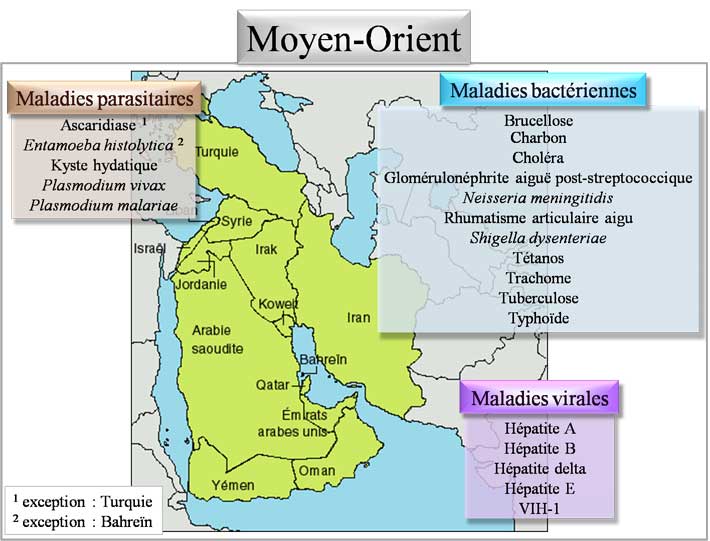 Moyen-Orient
Maladies parasitaires
Ascaridiase ¹
Entamoeba histolytica ²
Kyste hydatique
Plasmodium vivax
Plasmodium malariae
Maladies bactériennes
Brucellose
Charbon
Choléra
Glomérulonéphrite aiguë post-streptococcique
Neisseria meningitidis
Rhumatisme articulaire aigu
Shigella dysenteriae
Tétanos
Trachome
Tuberculose
Typhoïde
Turquie
Syrie
Israël
Irak
Jordanie
Koweït
Iran
Arabie
saoudite
Bahreïn
Qatar
Émirats
arabes unis
Oman
Yémen
Maladies virales
Hépatite A
Hépatite B
Hépatite delta
Hépatite E
VIH-1
¹ exception : Turquie
² exception : Bahreïn